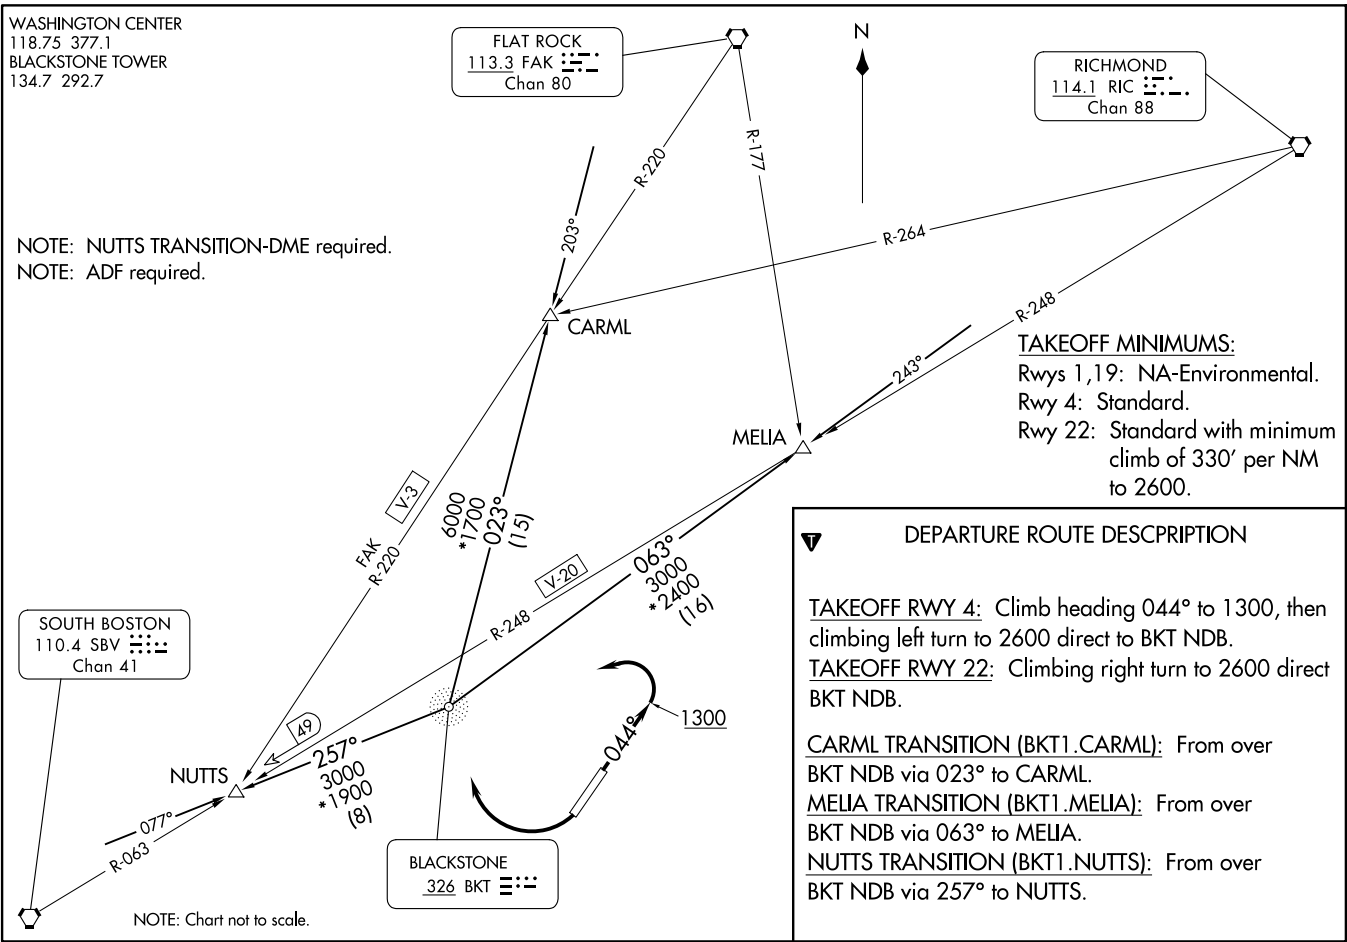 WASHINGTON CENTER
118.75 377.1
BLACKSTONE TOWER
134.7 292.7
FLAT ROCK
113.3 FAK
Chan 80
N
RICHMOND
114.1 RIC
Chan 88
R-220
R-177
203°
R-264
R-248
NOTE: NUTTS TRANSITION-DME required.
NOTE: ADF required.
CARML
243°
MELIA
TAKEOFF MINIMUMS:
Rwys 1,19: NA-Environmental.
Rwy 4: Standard.
Rwy 22: Standard with minimum
climb of 330' per NM
to 2600.
V-3
FAK
R-220
6000
*1700
023°
(15)
V-20
R-248
063°
3000
*2400
(16)
SOUTH BOSTON
110.4 SBV
Chan 41
49
257°
3000
*1900
(8)
NUTTS
077°
R-063
044°
1300
BLACKSTONE
326 BKT
NOTE: Chart not to scale.
T
DEPARTURE ROUTE DESCPRIPTION
TAKEOFF RWY 4: Climb heading 044° to 1300, then
climbing left turn to 2600 direct to BKT NDB.
TAKEOFF RWY 22: Climbing right turn to 2600 direct
BKT NDB.
CARML TRANSITION (BKT1.CARML): From over
BKT NDB via 023° to CARML.
MELIA TRANSITION (BKT1.MELIA): From over
BKT NDB via 063° to MELIA.
NUTTS TRANSITION (BKT1.NUTTS): From over
BKT NDB via 257° to NUTTS.